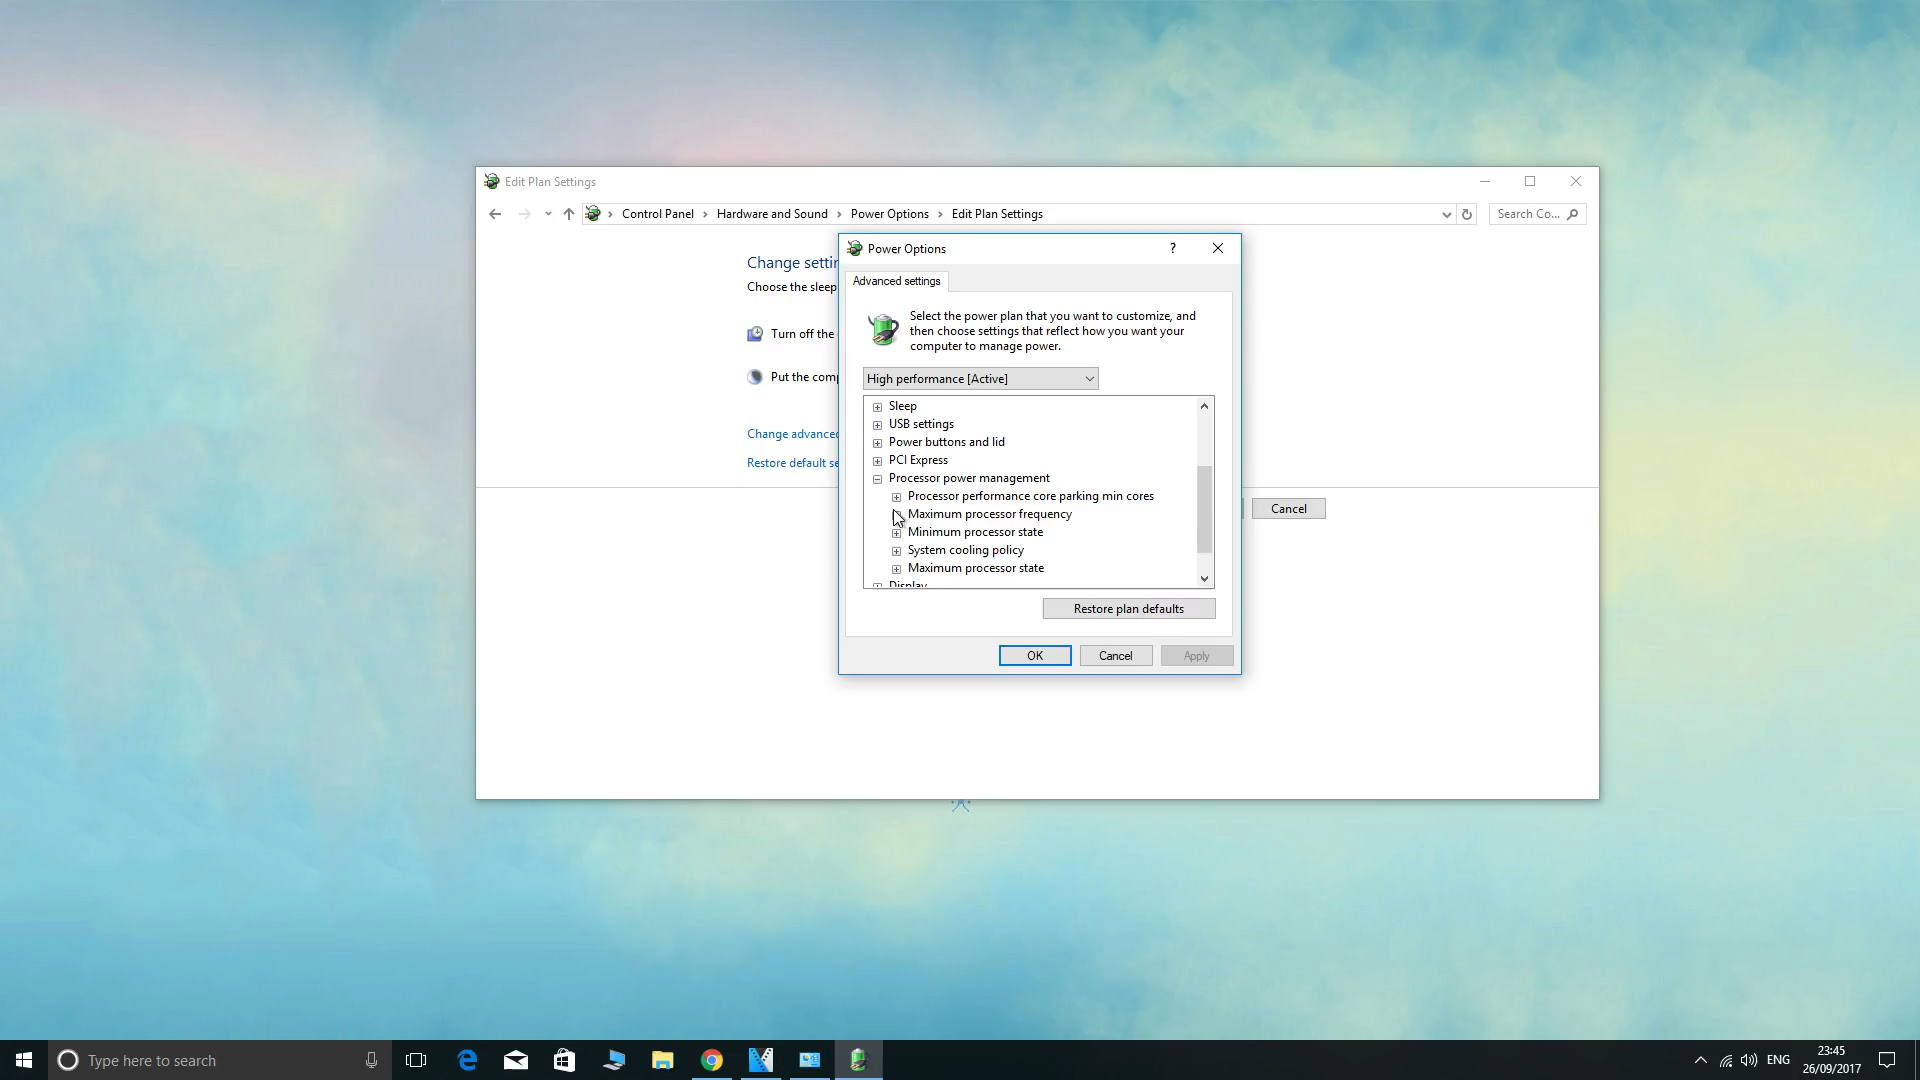 Edit Plan Settings
Control Panel > Hardware and Sound > Power Options > Edit Plan Settings
Search Co...
Power Options
Advanced settings
Change settin
Choose the sleep
Turn off the
Put the comp
Change advanced
Restore default se
Select the power plan that you want to customize, and
then choose settings that reflect how you want your
computer to manage power.
High performance [Active]
Sleep
USB settings
Power buttons and lid
PCI Express
Processor power management
Processor performance core parking min cores
Maximum processor frequency
Minimum processor state
System cooling policy
Maximum processor state
Display
Restore plan defaults
OK
Cancel
Apply
Cancel
Type here to search
ENG
23:45
26/09/2017